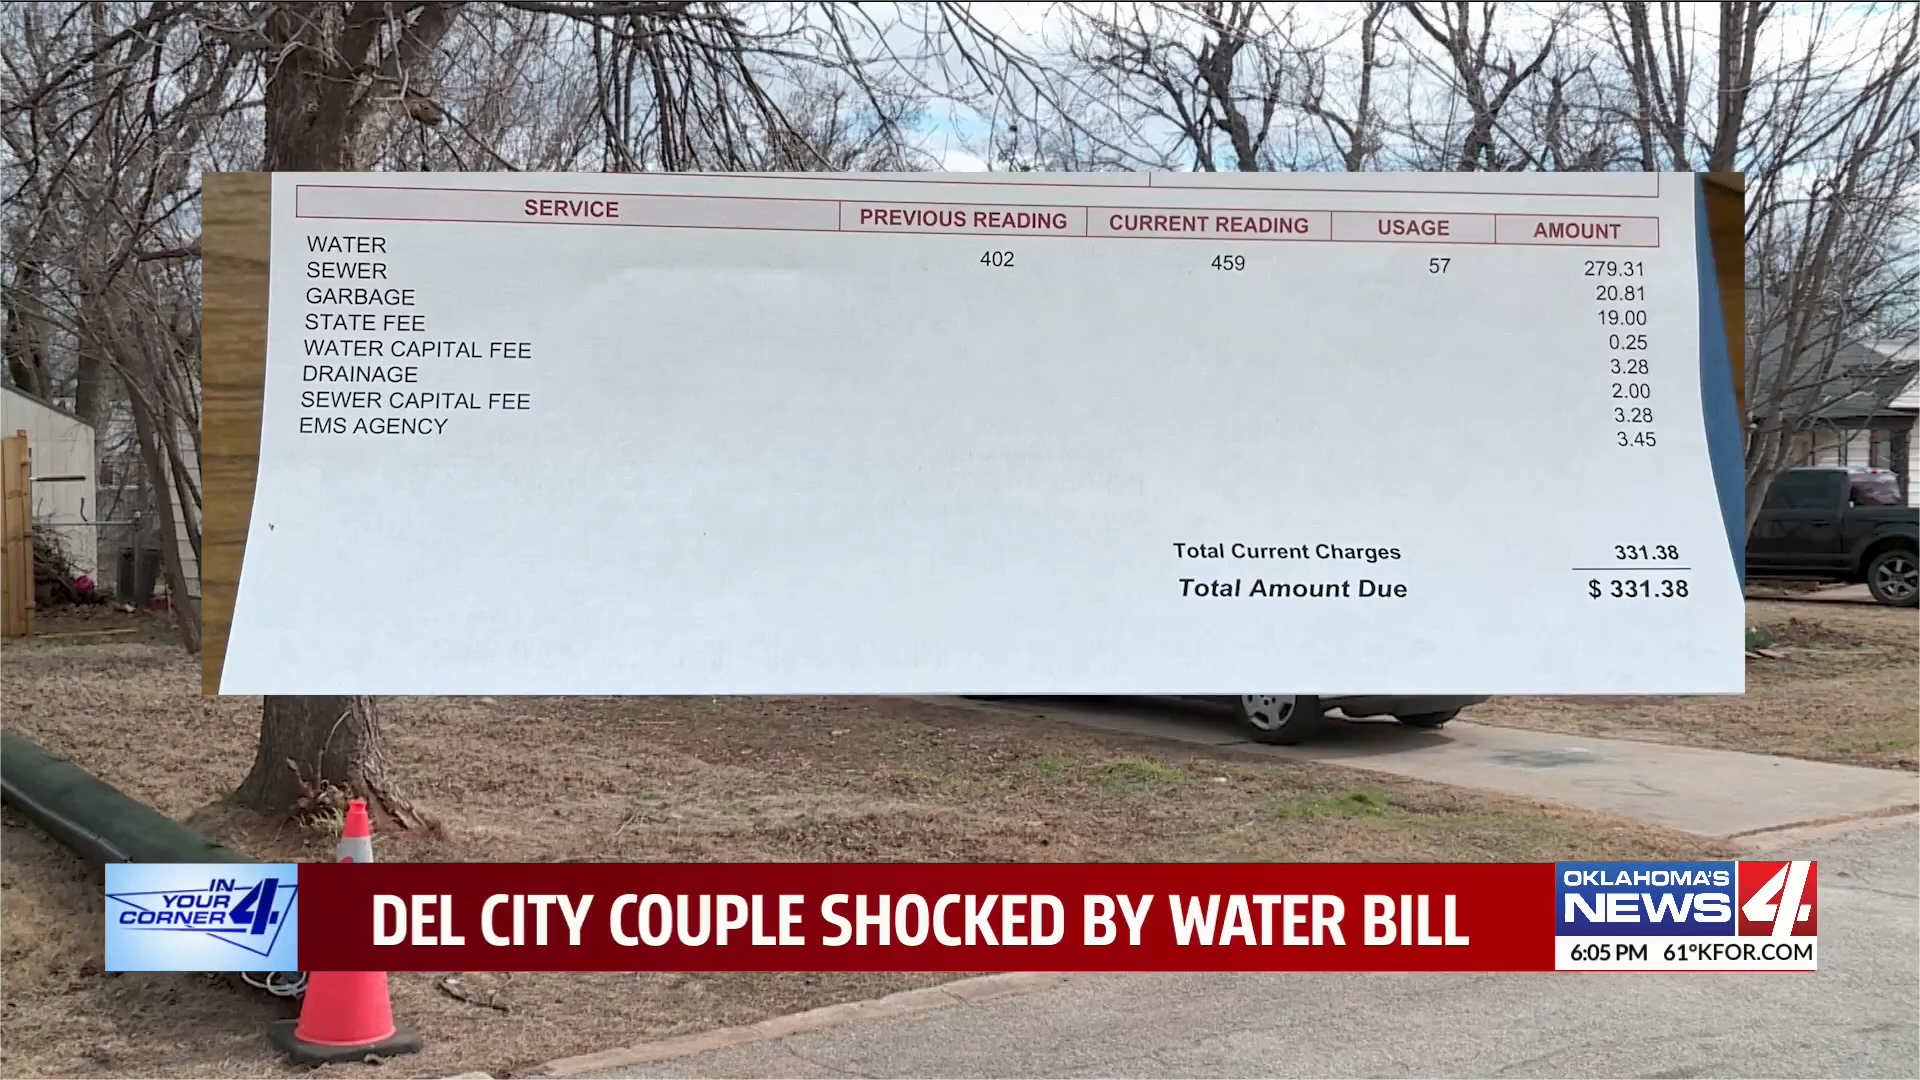 SERVICE PREVIOUS READING CURRENT READING USAGE AMOUNT
WATER 402 459 57 279.31
SEWER 20.81
GARBAGE 19.00
STATE FEE 0.25
WATER CAPITAL FEE 3.28
DRAINAGE 2.00
SEWER CAPITAL FEE 3.28
EMS AGENCY 3.45
Total Current Charges 331.38
Total Amount Due $ 331.38
IN YOUR CORNER 4
DEL CITY COUPLE SHOCKED BY WATER BILL
OKLAHOMA'S NEWS 4
6:05 PM 61° KFOR.COM